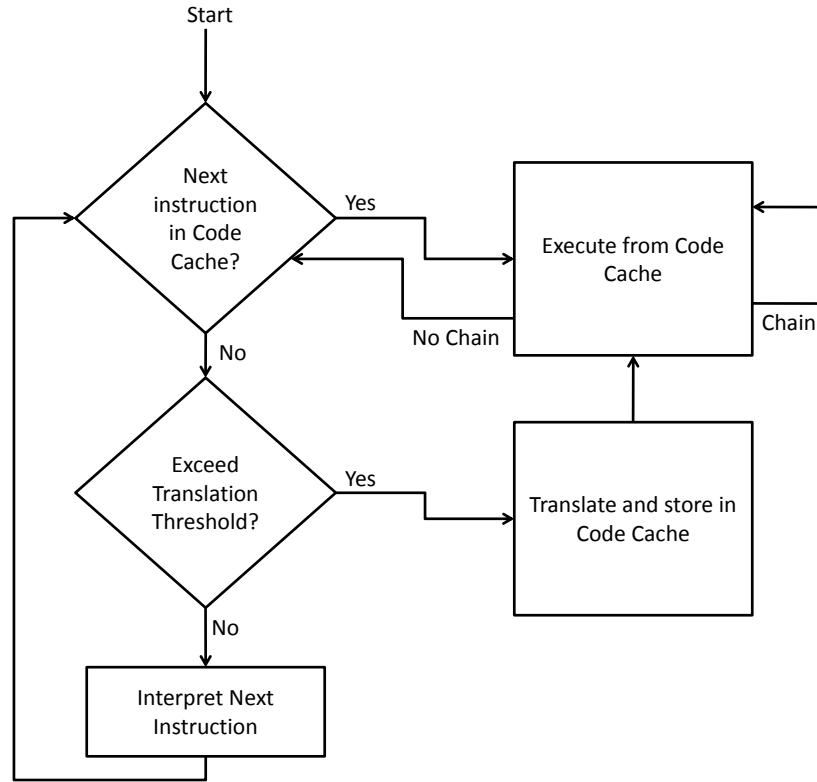 Start
Next
instruction
in Code
Cache?
Yes
Execute from Code
Cache
No Chain
Chain
No
Exceed
Translation
Threshold?
Yes
Translate and store in
Code Cache
No
Interpret Next
Instruction